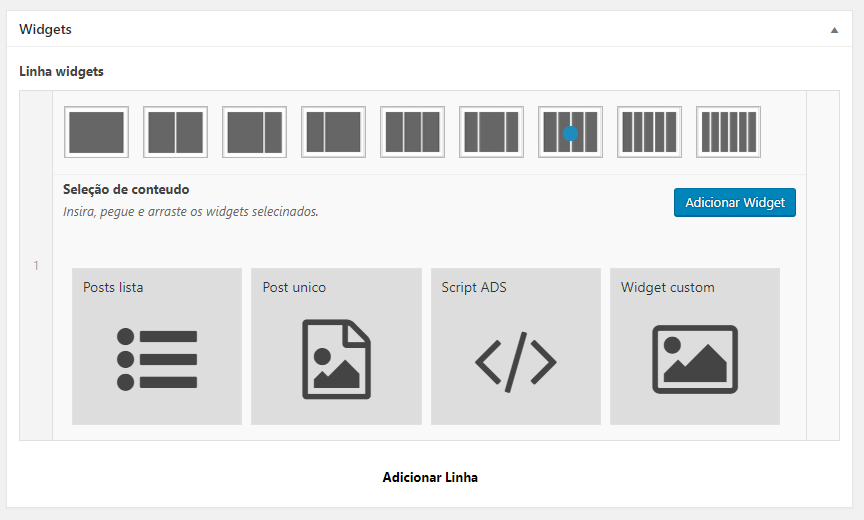 Widgets
Linha widgets
Seleção de conteudo
Insira, pegue e arraste os widgets selecinados.
Adicionar Widget
1
Posts lista
Post unico
Script ADS
Widget custom
Adicionar Linha